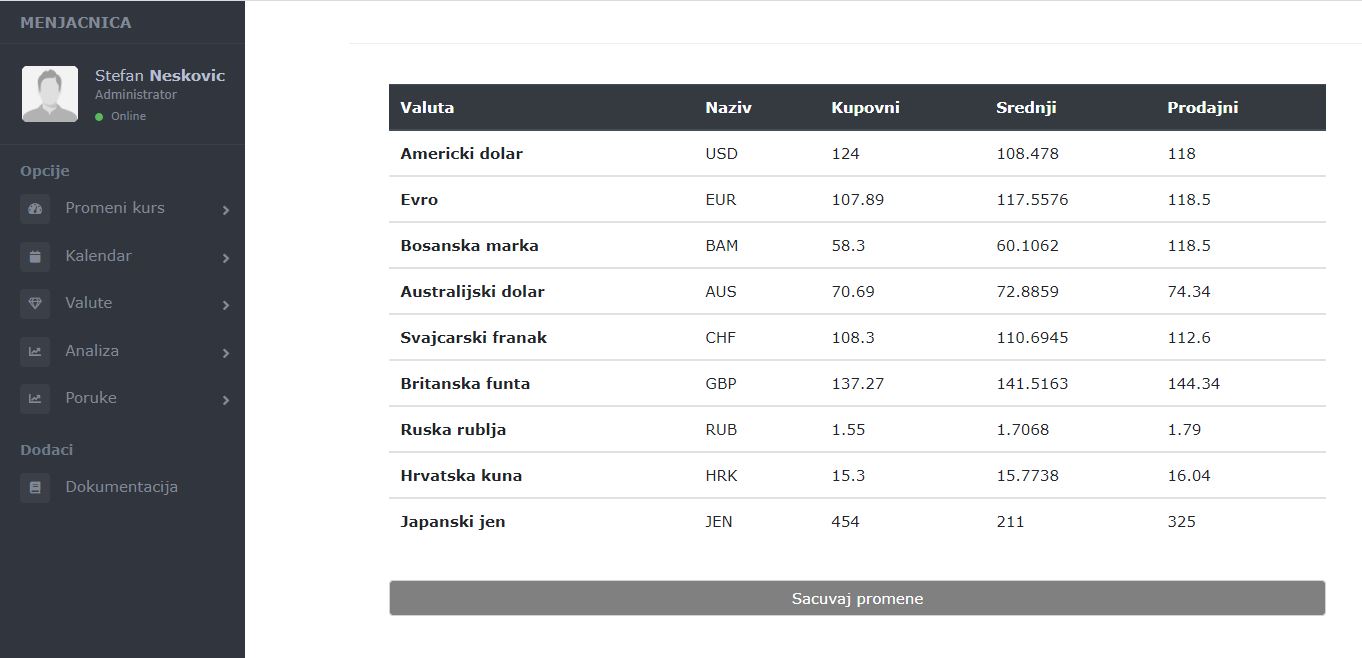 MENJACNICA
Stefan Neskovic
Administrator
Online
Opcije
Promeni kurs
Kalendar
Valute
Analiza
Poruke
Dodaci
Dokumentacija
Valuta Naziv Kupovni Srednji Prodajni
Americki dolar USD 124 108.478 118
Evro EUR 107.89 117.5576 118.5
Bosanska marka BAM 58.3 60.1062 118.5
Australijski dolar AUS 70.69 72.8859 74.34
Svajcarski franak CHF 108.3 110.6945 112.6
Britanska funta GBP 137.27 141.5163 144.34
Ruska rublja RUB 1.55 1.7068 1.79
Hrvatska kuna HRK 15.3 15.7738 16.04
Japanski jen JEN 454 211 325
Sacuvaj promene